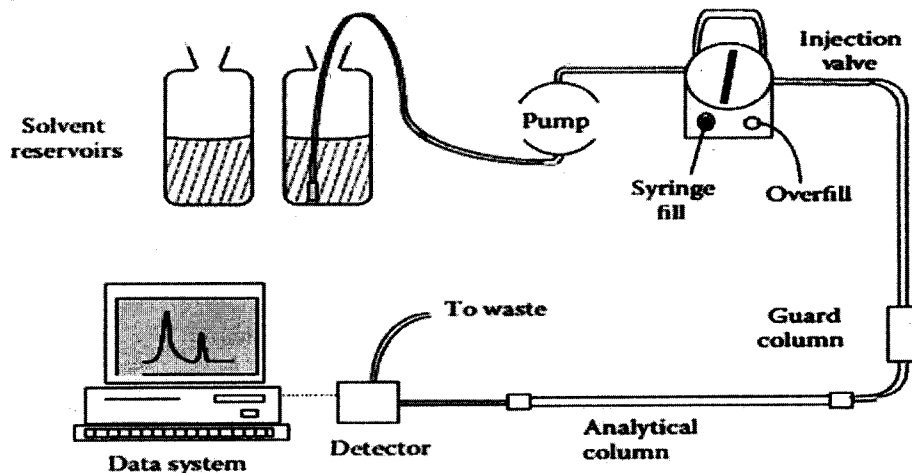 Injection
valve
Solvent
reservoirs
Pump
Syringe
fill
Overfill
To waste
Guard
column
Data system
Detector
Analytical
column